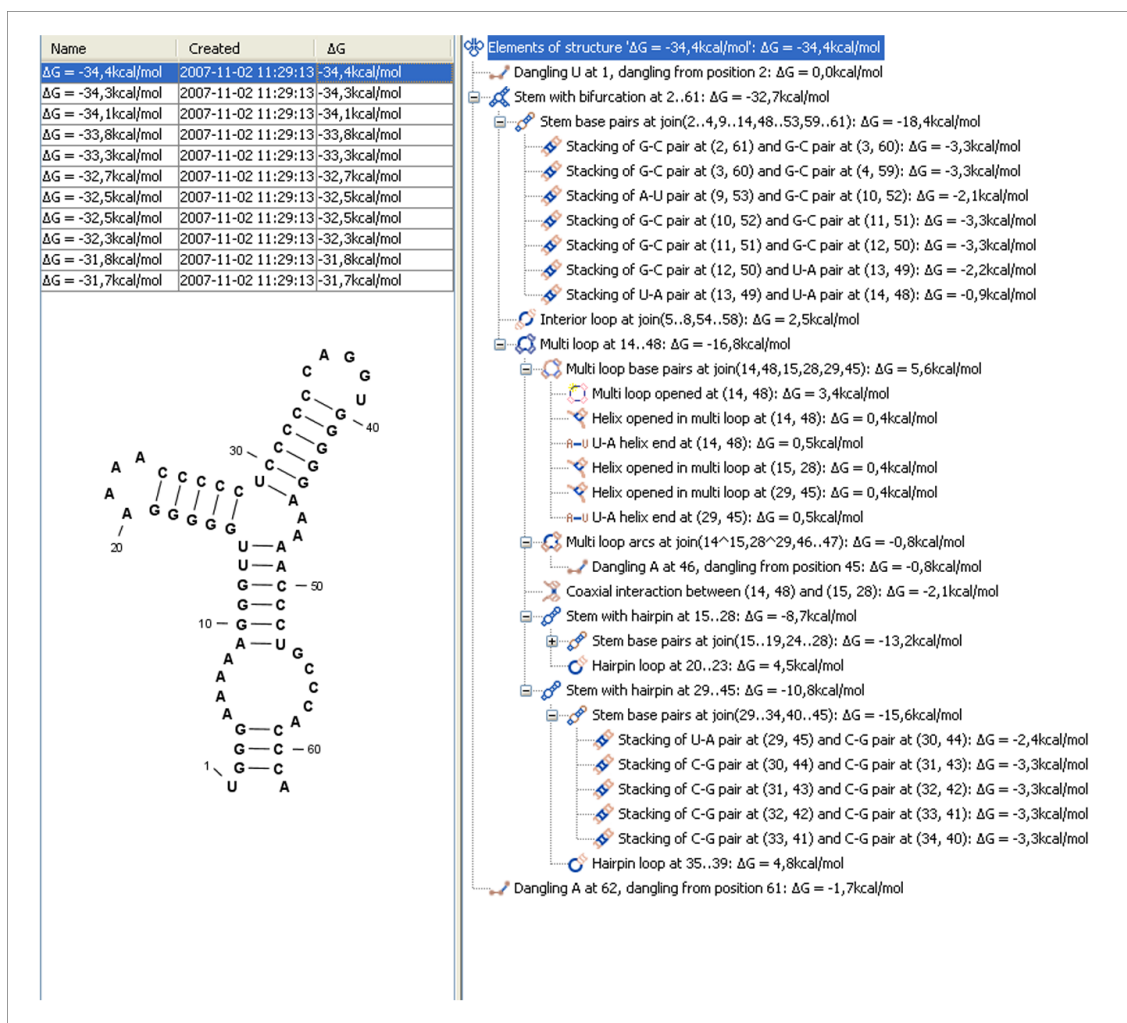 Name Created ΔG
ΔG = -34,4kcal/mol 2007-11-02 11:29:13 -34,4kcal/mol
ΔG = -34,3kcal/mol 2007-11-02 11:29:13 -34,3kcal/mol
ΔG = -34,1kcal/mol 2007-11-02 11:29:13 -34,1kcal/mol
ΔG = -33,8kcal/mol 2007-11-02 11:29:13 -33,8kcal/mol
ΔG = -33,3kcal/mol 2007-11-02 11:29:13 -33,3kcal/mol
ΔG = -32,7kcal/mol 2007-11-02 11:29:13 -32,7kcal/mol
ΔG = -32,5kcal/mol 2007-11-02 11:29:13 -32,5kcal/mol
ΔG = -32,5kcal/mol 2007-11-02 11:29:13 -32,5kcal/mol
ΔG = -32,3kcal/mol 2007-11-02 11:29:13 -32,3kcal/mol
ΔG = -31,8kcal/mol 2007-11-02 11:29:13 -31,8kcal/mol
ΔG = -31,7kcal/mol 2007-11-02 11:29:13 -31,7kcal/mol
A G
C G
C U
C G 40
C G
30 C G
C G
A A C C C C C U A
A A
A A G G G G G A
20
U A
U A
G C 50
G C
10 G C
A U G
A C
A C
A C
A A
G C
G C 60
1 G C
U A
Elements of structure 'ΔG = -34,4kcal/mol': ΔG = -34,4kcal/mol
Dangling U at 1, dangling from position 2: ΔG = 0,0kcal/mol
Stem with bifurcation at 2..61: ΔG = -32,7kcal/mol
Stem base pairs at join(2..4,9..14,48..53,59..61): ΔG = -18,4kcal/mol
Stacking of G-C pair at (2, 61) and G-C pair at (3, 60): ΔG = -3,3kcal/mol
Stacking of G-C pair at (3, 60) and G-C pair at (4, 59): ΔG = -3,3kcal/mol
Stacking of A-U pair at (9, 53) and G-C pair at (10, 52): ΔG = -2,1kcal/mol
Stacking of G-C pair at (10, 52) and G-C pair at (11, 51): ΔG = -3,3kcal/mol
Stacking of G-C pair at (11, 51) and G-C pair at (12, 50): ΔG = -3,3kcal/mol
Stacking of G-C pair at (12, 50) and U-A pair at (13, 49): ΔG = -2,2kcal/mol
Stacking of U-A pair at (13, 49) and U-A pair at (14, 48): ΔG = -0,9kcal/mol
Interior loop at join(5..8,54..58): ΔG = 2,5kcal/mol
Multi loop at 14..48: ΔG = -16,8kcal/mol
Multi loop base pairs at join(14,48,15,28,29,45): ΔG = 5,6kcal/mol
Multi loop opened at (14, 48): ΔG = 3,4kcal/mol
Helix opened in multi loop at (14, 48): ΔG = 0,4kcal/mol
A-U U-A helix end at (14, 48): ΔG = 0,5kcal/mol
Helix opened in multi loop at (15, 28): ΔG = 0,4kcal/mol
Helix opened in multi loop at (29, 45): ΔG = 0,4kcal/mol
A-U U-A helix end at (29, 45): ΔG = 0,5kcal/mol
Multi loop arcs at join(14^15,28^29,46..47): ΔG = -0,8kcal/mol
Dangling A at 46, dangling from position 45: ΔG = -0,8kcal/mol
Coaxial interaction between (14, 48) and (15, 28): ΔG = -2,1kcal/mol
Stem with hairpin at 15..28: ΔG = -8,7kcal/mol
Stem base pairs at join(15..19,24..28): ΔG = -13,2kcal/mol
Hairpin loop at 20..23: ΔG = 4,5kcal/mol
Stem with hairpin at 29..45: ΔG = -10,8kcal/mol
Stem base pairs at join(29..34,40..45): ΔG = -15,6kcal/mol
Stacking of U-A pair at (29, 45) and C-G pair at (30, 44): ΔG = -2,4kcal/mol
Stacking of C-G pair at (30, 44) and C-G pair at (31, 43): ΔG = -3,3kcal/mol
Stacking of C-G pair at (31, 43) and C-G pair at (32, 42): ΔG = -3,3kcal/mol
Stacking of C-G pair at (32, 42) and C-G pair at (33, 41): ΔG = -3,3kcal/mol
Stacking of C-G pair at (33, 41) and C-G pair at (34, 40): ΔG = -3,3kcal/mol
Hairpin loop at 35..39: ΔG = 4,8kcal/mol
Dangling A at 62, dangling from position 61: ΔG = -1,7kcal/mol